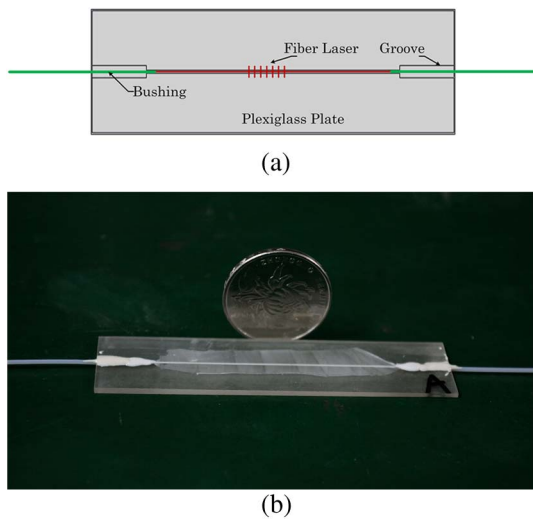 Fiber Laser
Groove
Bushing
Plexiglass Plate
(a)
A
(b)